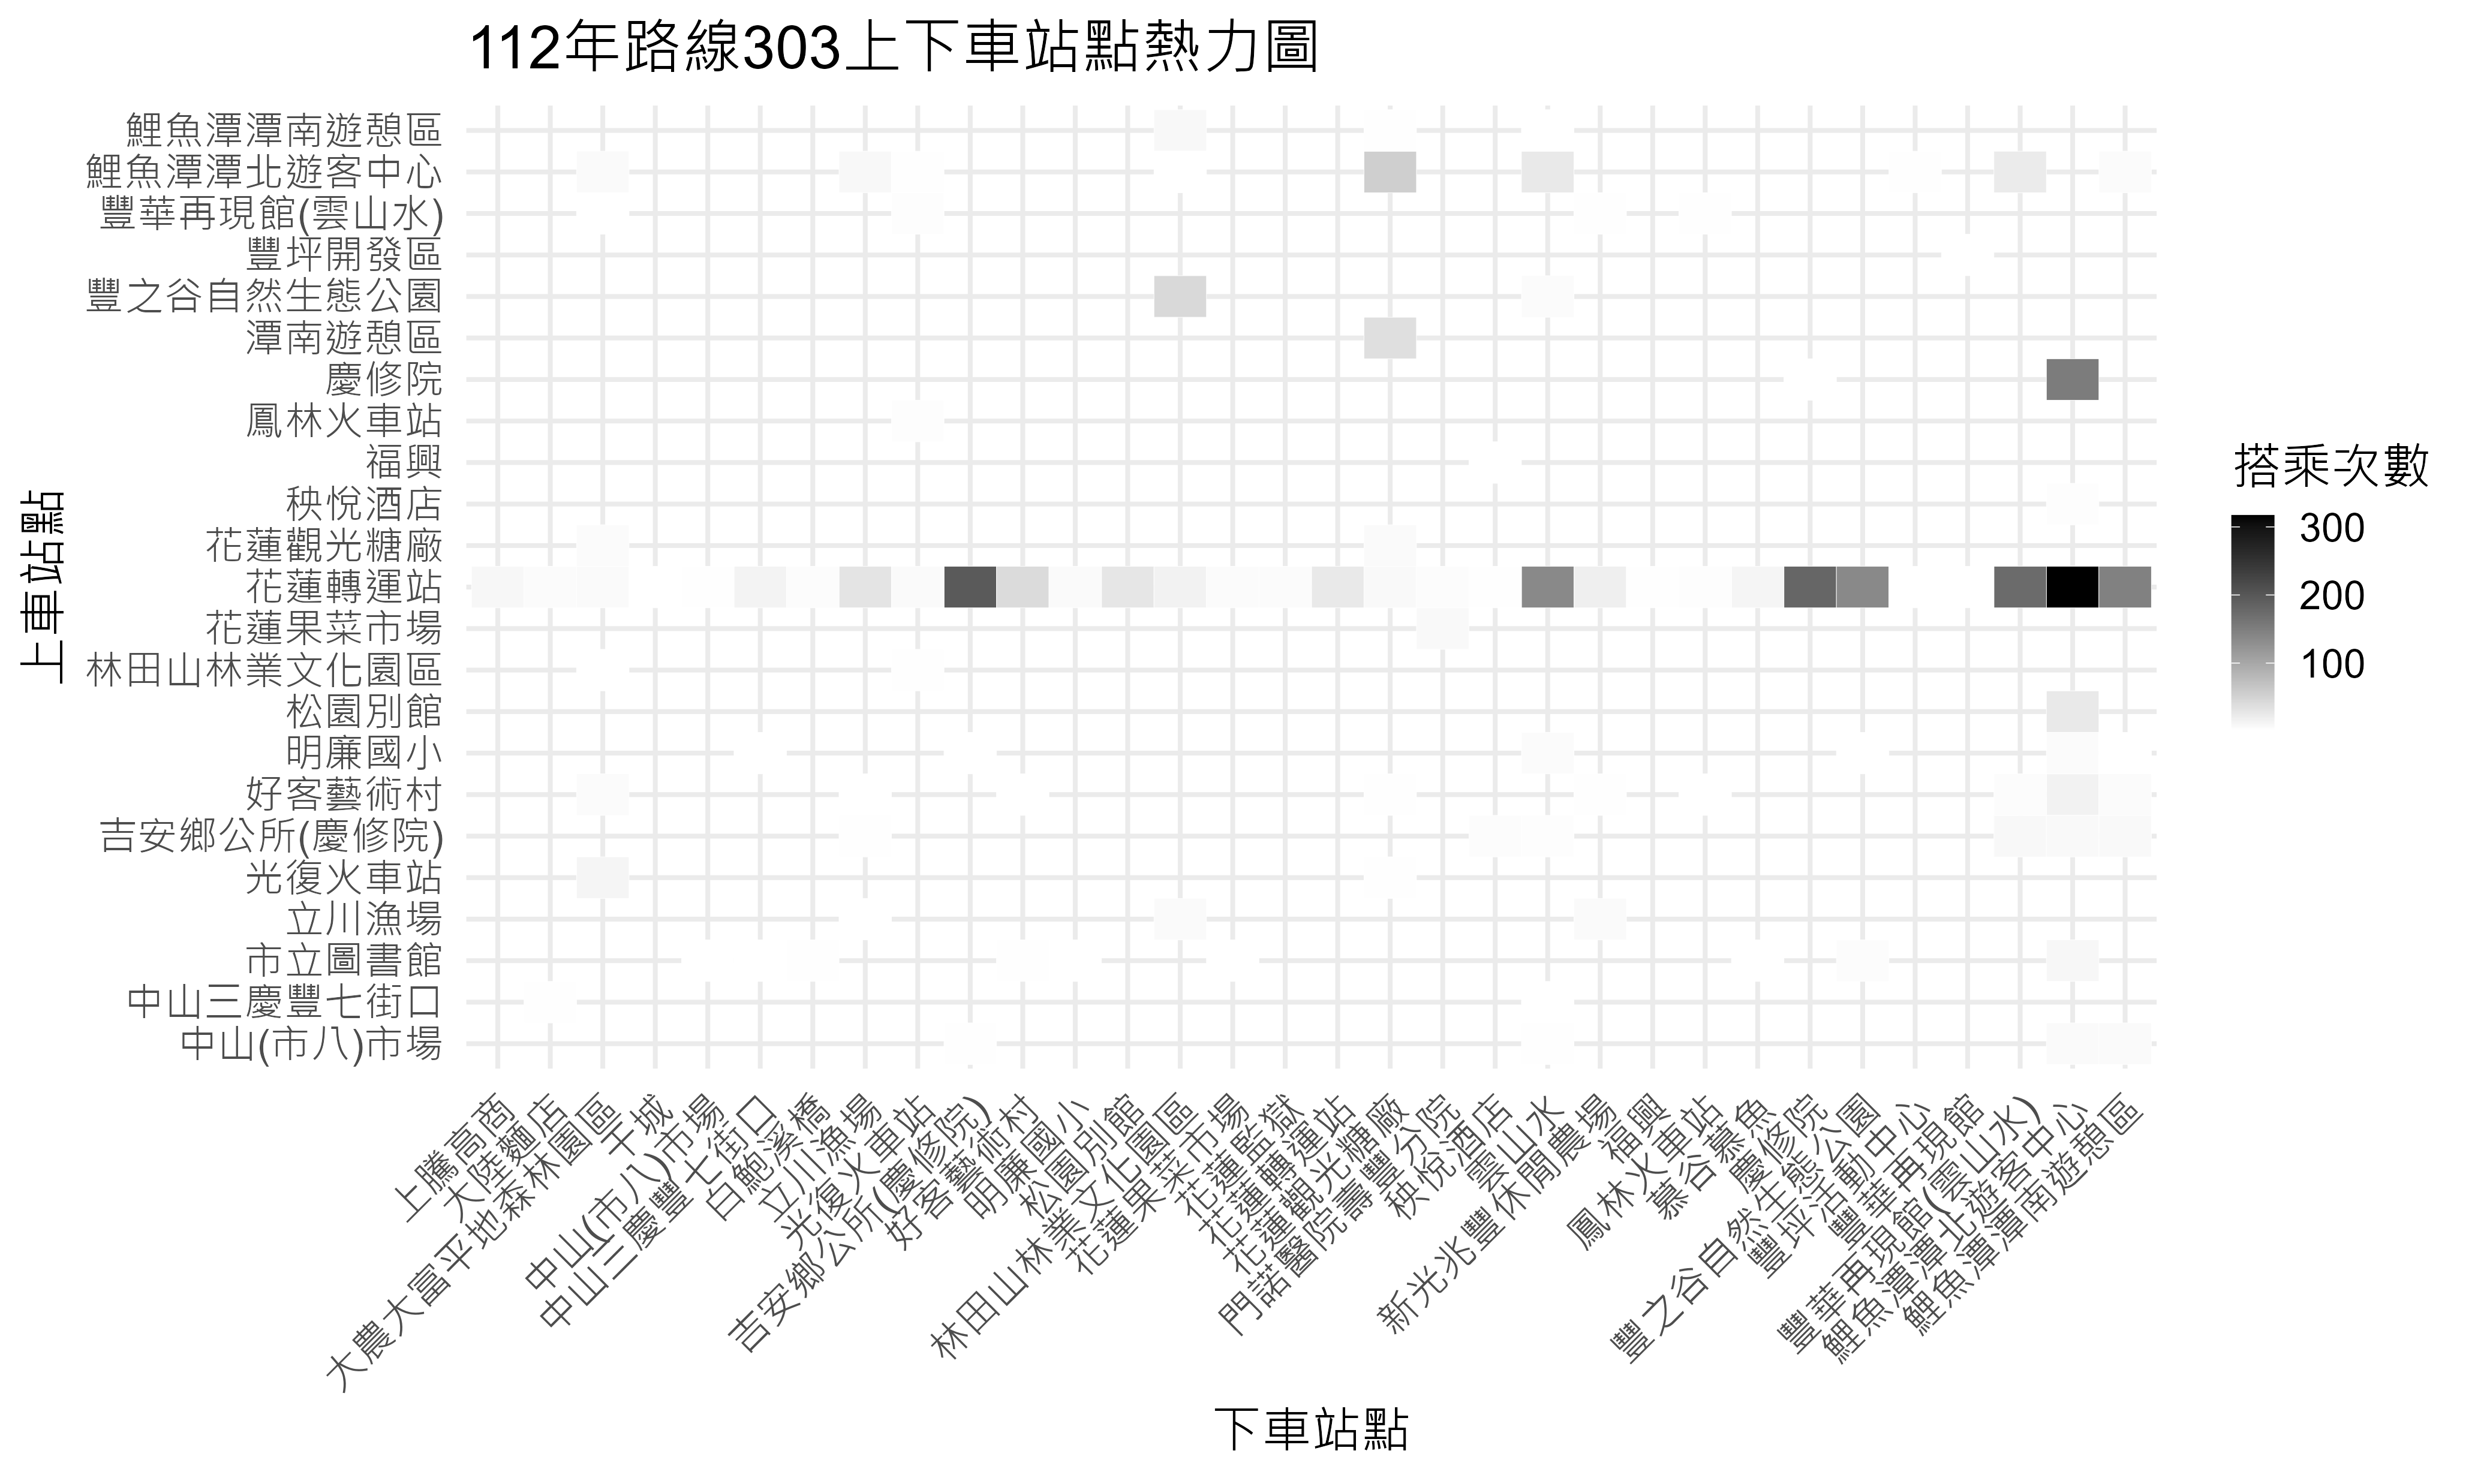 112年路線303上下車站點熱力圖
上車站點
鯉魚潭潭南遊憩區
鯉魚潭潭北遊客中心
豐華再現館(雲山水)
豐坪開發區
豐之谷自然生態公園
潭南遊憩區
慶修院
鳳林火車站
福興
秧悅酒店
花蓮觀光糖廠
花蓮轉運站
花蓮果菜市場
林田山林業文化園區
松園別館
明廉國小
好客藝術村
吉安鄉公所(慶修院)
光復火車站
立川漁場
市立圖書館
中山三慶豐七街口
中山(市八)市場
上騰高商
大陸麵店
大農大富平地森林園區
干城
中山(市八)市場
中山三慶豐七街口
白鮑溪橋
立川漁場
光復火車站
吉安鄉公所(慶修院)
好客藝術村
明廉國小
松園別館
林田山林業文化園區
花蓮果菜市場
花蓮監獄
花蓮轉運站
花蓮觀光糖廠
門諾醫院壽豐分院
秧悅酒店
雲山水
新光兆豐休閒農場
福興
鳳林火車站
慕谷慕魚
慶修院
豐之谷自然生態公園
豐坪活動中心
豐華再現館
豐華再現館(雲山水)
鯉魚潭潭北遊客中心
鯉魚潭潭南遊憩區
下車站點
搭乘次數
300
200
100